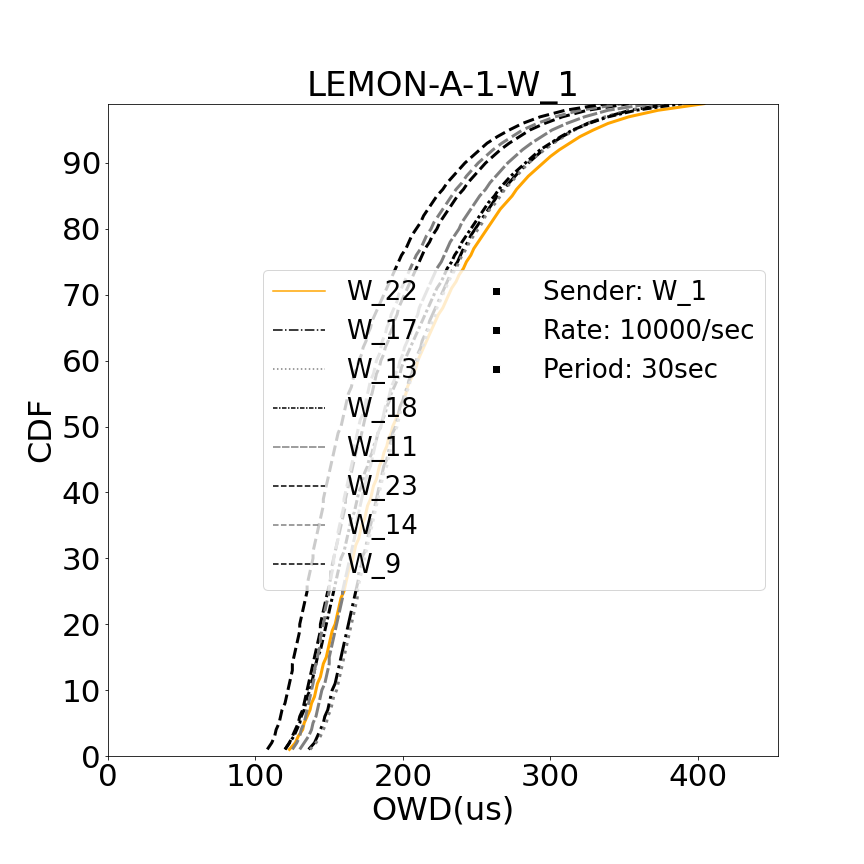 LEMON-A-1-W_1
CDF
90
80
70
60
50
40
30
20
10
0
W_22
W_17
W_13
W_18
W_11
W_23
W_14
W_9
Sender: W_1
Rate: 10000/sec
Period: 30sec
0 100 200 300 400
OWD(us)